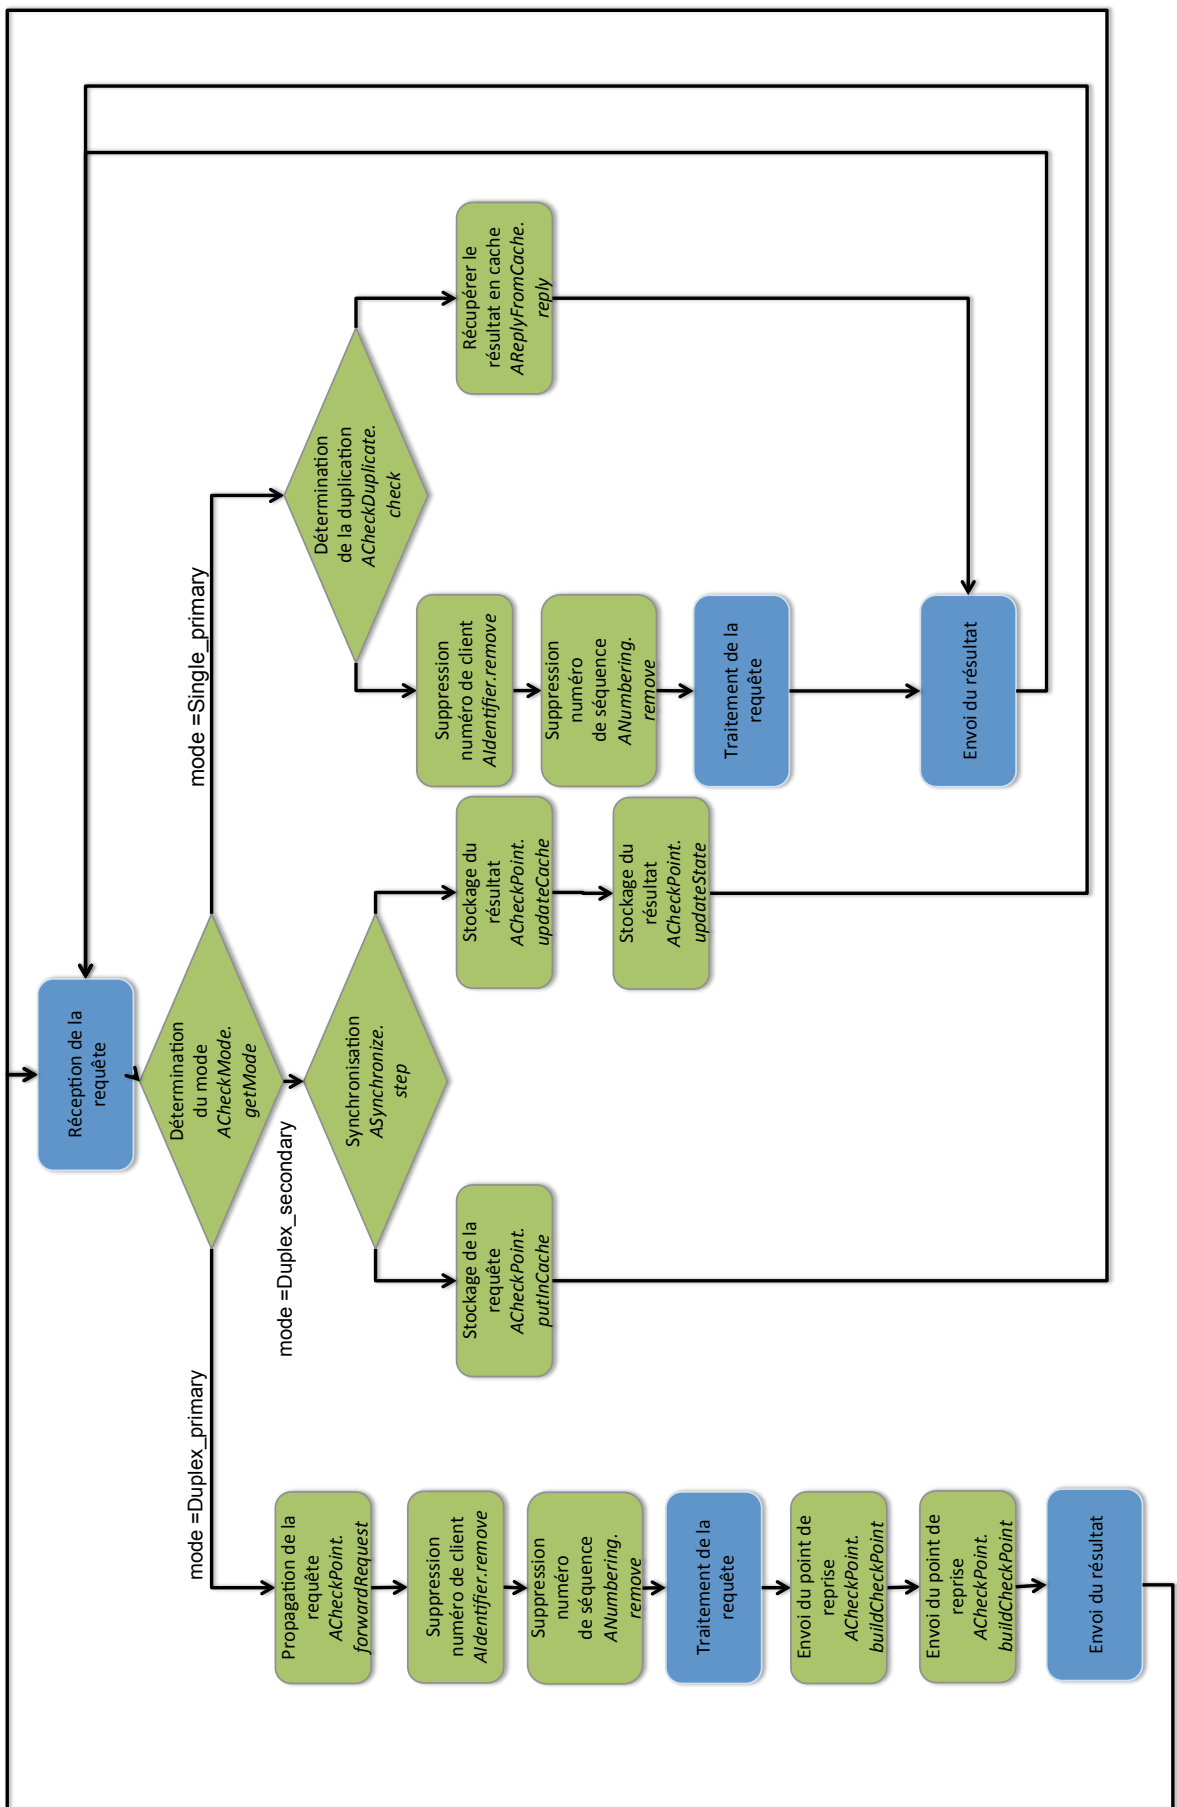 Réception de la
requête
Détermination
du mode
ACheckMode.
getMode
mode =Duplex_primary
mode =Duplex_secondary
mode =Single_primary
Propagation de la
requête
ACheckPoint.
forwardRequest
Suppression
numéro de client
AIdentifier.remove
Suppression
numéro
de séquence
ANumbering.
remove
Traitement de la
requête
Envoi du point de
reprise
ACheckPoint.
buildCheckPoint
Envoi du point de
reprise
ACheckPoint.
buildCheckPoint
Envoi du résultat
Synchronisation
ASynchronize.
step
Stockage de la
requête
ACheckPoint.
putInCache
Stockage du
résultat
ACheckPoint.
updateCache
Stockage du
résultat
ACheckPoint.
updateState
Détermination
de la duplication
ACheckDuplicate.
check
Suppression
numéro de client
AIdentifier.remove
Suppression
numéro
de séquence
ANumbering.
remove
Traitement de la
requête
Envoi du résultat
Récupérer le
résultat en cache
AReplyFromCache.
reply